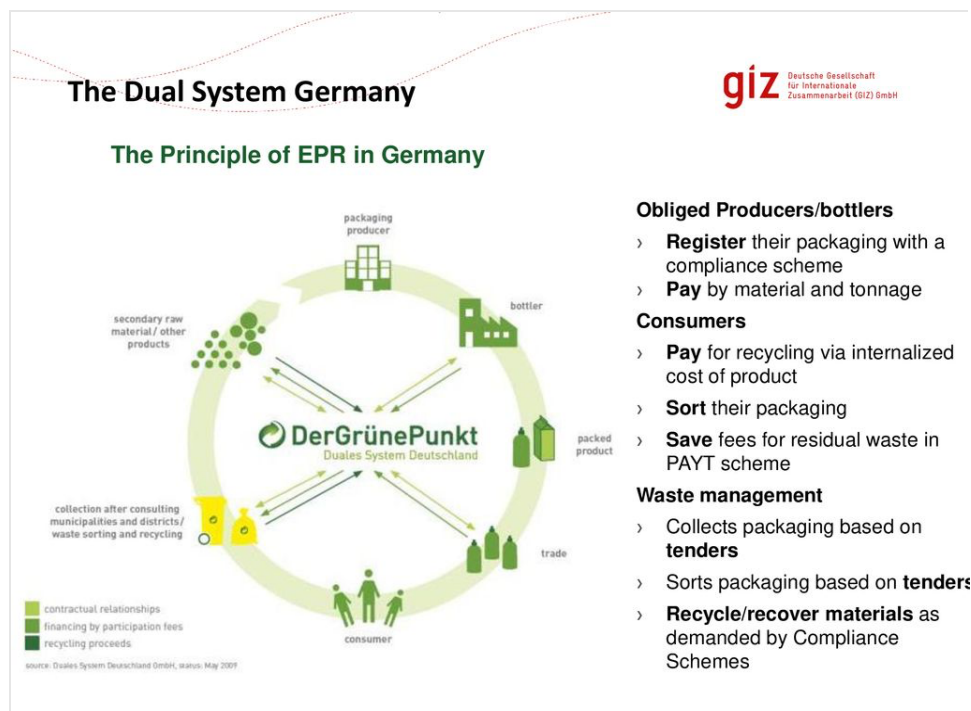 The Dual System Germany
giz
Deutsche Gesellschaft
für Internationale
Zusammenarbeit (GIZ) GmbH
The Principle of EPR in Germany
packaging
producer
bottler
secondary raw
material/ other
products
DerGrünePunkt
Duales System Deutschland
packed
product
collection after consulting
municipalities and districts/
waste sorting and recycling
trade
consumer
contractual relationships
financing by participation fees
recycling proceeds
source: Duales System Deutschland GmbH, status: May 2009
Obliged Producers/bottlers
› Register their packaging with a
compliance scheme
› Pay by material and tonnage
Consumers
› Pay for recycling via internalized
cost of product
› Sort their packaging
› Save fees for residual waste in
PAYT scheme
Waste management
› Collects packaging based on
tenders
› Sorts packaging based on tenders
› Recycle/recover materials as
demanded by Compliance
Schemes